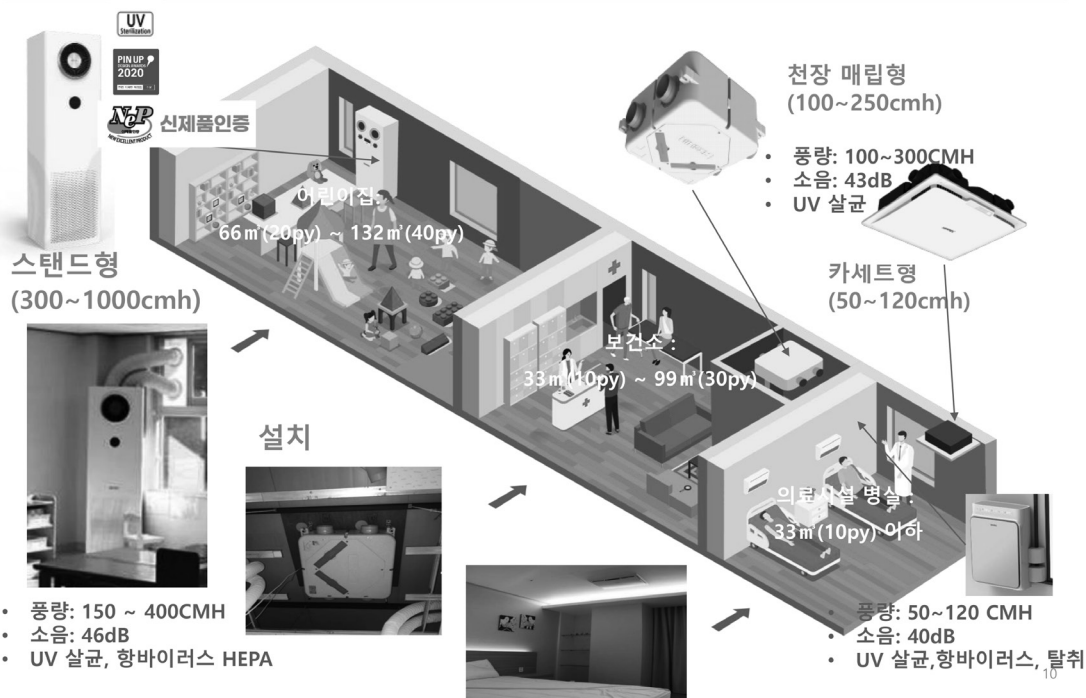 UV
Sterilization
PIN UP
DESIGN AWARDS
2020
NeP
NEW EXCELLENT PRODUCT
신제품인증
스탠드형
(300~1000cmh)
어린이집:
66㎡(20py) ~ 132㎡(40py)
천장 매립형
(100~250cmh)
• 풍량: 100~300CMH
• 소음: 43dB
• UV 살균
카세트형
(50~120cmh)
보건소 :
33㎡(10py) ~ 99㎡(30py)
설치
의료시설 병실 :
33㎡(10py) 이하
• 풍량: 150 ~ 400CMH
• 소음: 46dB
• UV 살균, 항바이러스 HEPA
• 풍량: 50~120 CMH
• 소음: 40dB
• UV 살균,항바이러스, 탈취
10